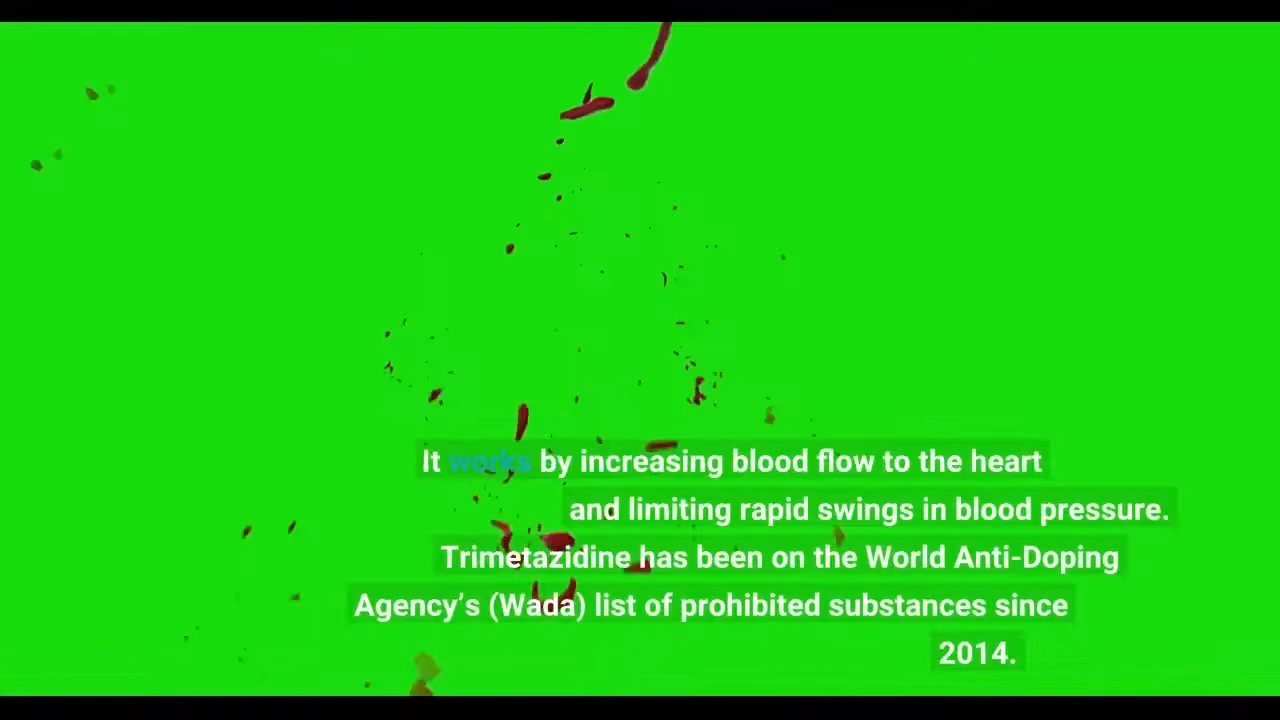 It works by increasing blood flow to the heart
and limiting rapid swings in blood pressure.
Trimetazidine has been on the World Anti-Doping
Agency’s (Wada) list of prohibited substances since
2014.